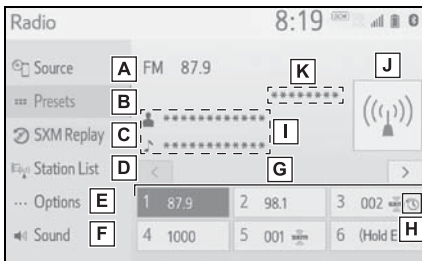 Radio 8:19 DCM
Source A FM 87.9 K J
Presets B ********
SXM Replay C ************ I
Station List D ************ G
< >
Options E 1 87.9 2 98.1 3 002 H
Sound F 4 1000 5 001 6 (Hold E